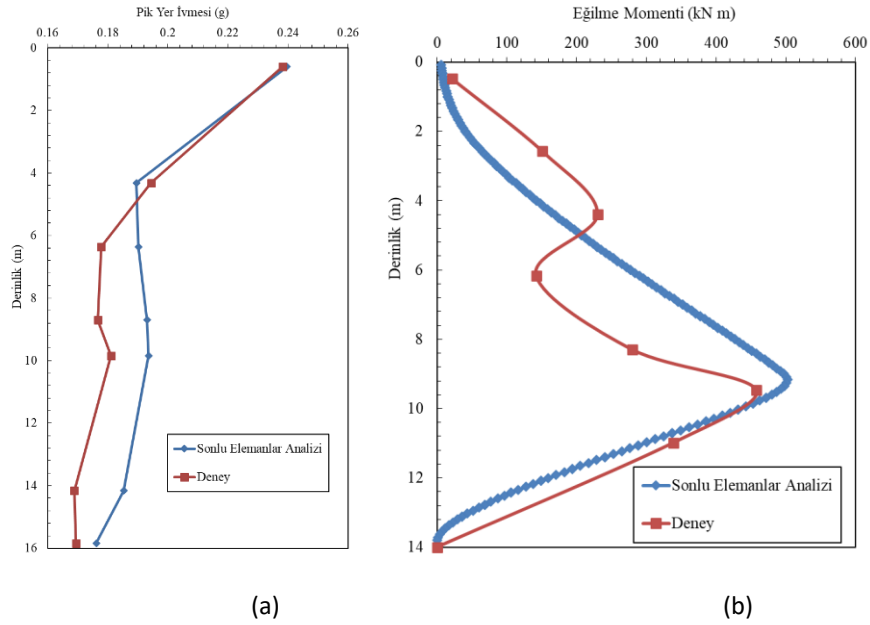 Pik Yer İvmesi (g)
0.16 0.18 0.20 0.22 0.24 0.26
0
2
4
6
8
10
12
14
16
Derinlik (m)
Sonlu Elemanlar Analizi
Deney
(a)
Eğilme Momenti (kN m)
0 100 200 300 400 500 600
0
2
4
6
8
10
12
14
Derinlik (m)
Sonlu Elemanlar Analizi
Deney
(b)